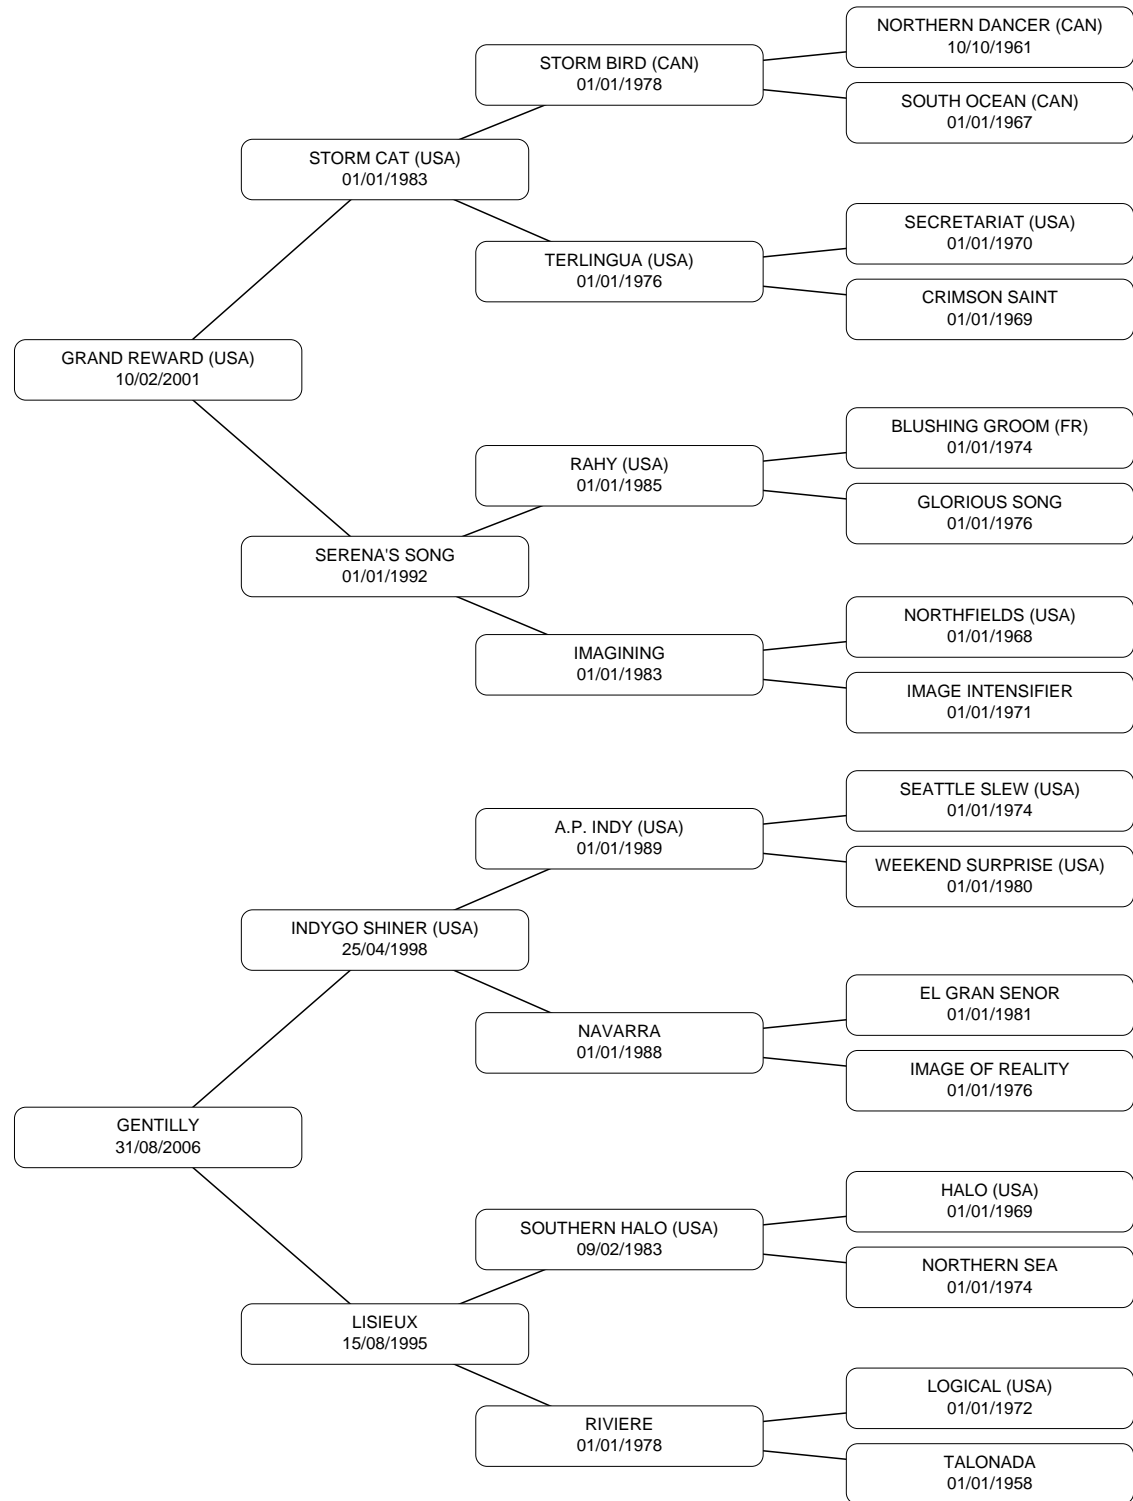 NORTHERN DANCER (CAN)
10/10/1961
STORM BIRD (CAN)
01/01/1978
SOUTH OCEAN (CAN)
01/01/1967
STORM CAT (USA)
01/01/1983
SECRETARIAT (USA)
01/01/1970
TERLINGUA (USA)
01/01/1976
CRIMSON SAINT
01/01/1969
GRAND REWARD (USA)
10/02/2001
BLUSHING GROOM (FR)
01/01/1974
RAHY (USA)
01/01/1985
GLORIOUS SONG
01/01/1976
SERENA'S SONG
01/01/1992
NORTHFIELDS (USA)
01/01/1968
IMAGINING
01/01/1983
IMAGE INTENSIFIER
01/01/1971
SEATTLE SLEW (USA)
01/01/1974
A.P. INDY (USA)
01/01/1989
WEEKEND SURPRISE (USA)
01/01/1980
INDYGO SHINER (USA)
25/04/1998
EL GRAN SENOR
01/01/1981
NAVARRA
01/01/1988
IMAGE OF REALITY
01/01/1976
GENTILLY
31/08/2006
HALO (USA)
01/01/1969
SOUTHERN HALO (USA)
09/02/1983
NORTHERN SEA
01/01/1974
LISIEUX
15/08/1995
LOGICAL (USA)
01/01/1972
RIVIERE
01/01/1978
TALONADA
01/01/1958